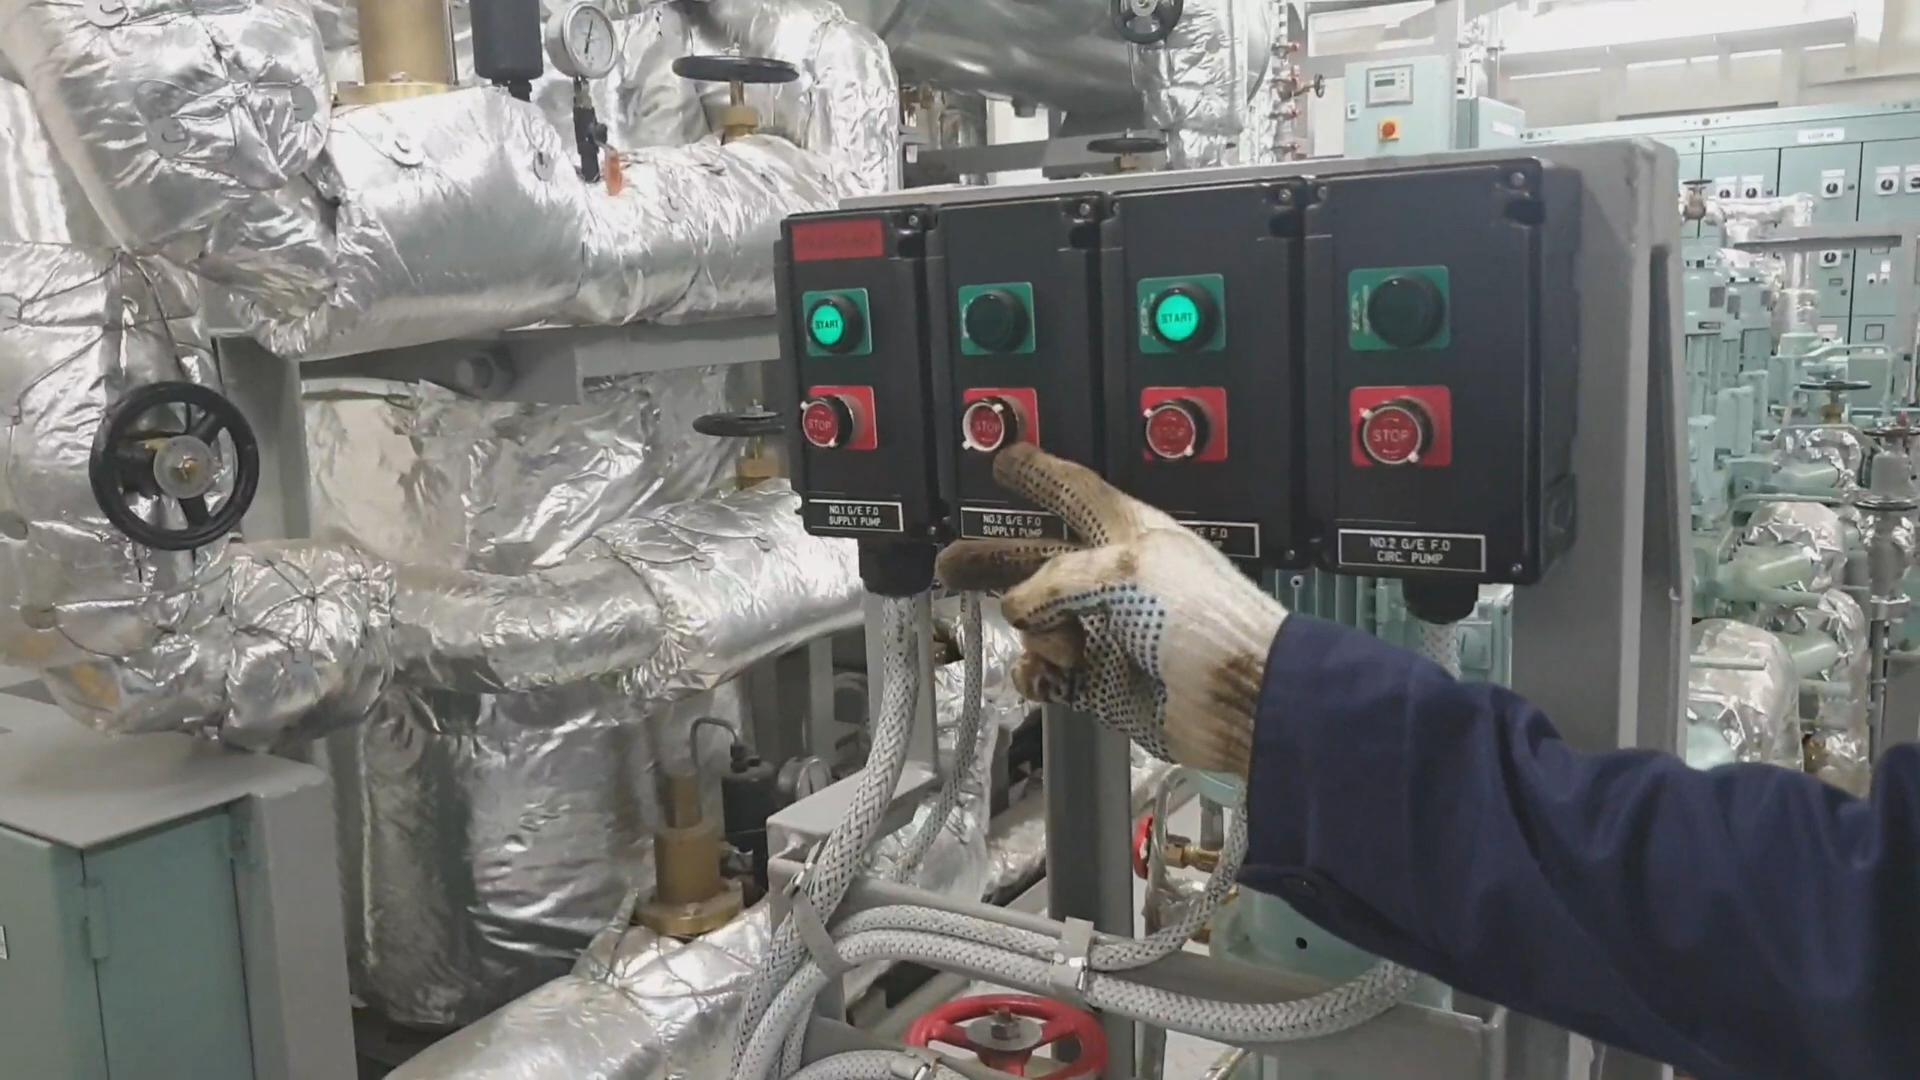 START
START
STOP
STOP
STOP
STOP
NO.1 G/E F.O
SUPPLY PUMP
NO.2 G/E F.O
SUPPLY PUMP
/E F.O
NO.2 G/E F.O
CIRC. PUMP